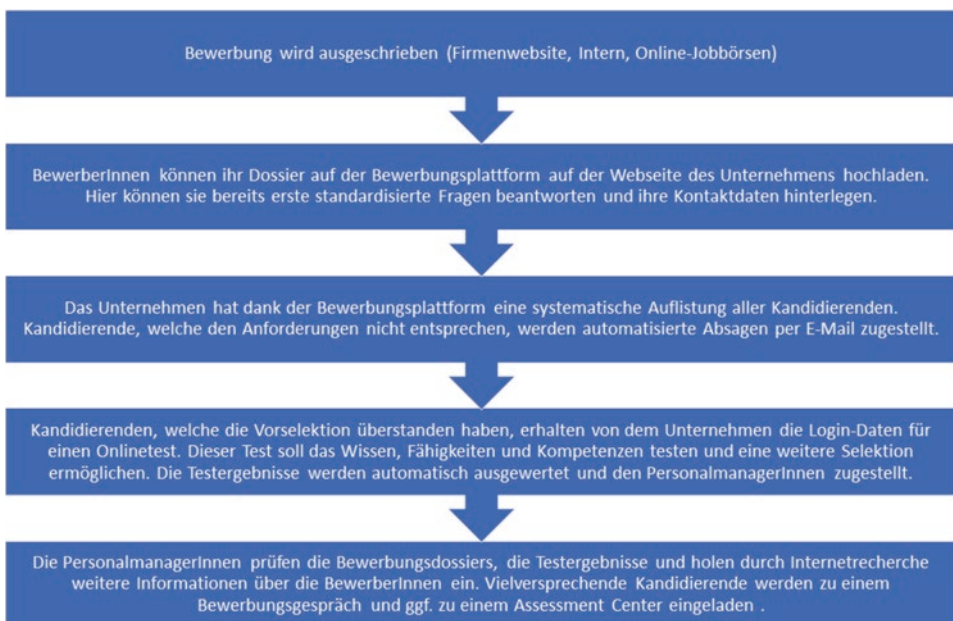 Bewerbung wird ausgeschrieben (Firmenwebsite, Intern, Online-Jobbörsen)
BewerberInnen können ihr Dossier auf der Bewerbungsplattform auf der Webseite des Unternehmens hochladen.
Hier können sie bereits erste standardisierte Fragen beantworten und ihre Kontaktdaten hinterlegen.
Das Unternehmen hat dank der Bewerbungsplattform eine systematische Auflistung aller Kandidierenden.
Kandidierende, welche den Anforderungen nicht entsprechen, werden automatisierte Absagen per E-Mail zugestellt.
Kandidierenden, welche die Vorselektion überstanden haben, erhalten von dem Unternehmen die Login-Daten für
einen Onlinetest. Dieser Test soll das Wissen, Fähigkeiten und Kompetenzen testen und eine weitere Selektion
ermöglichen. Die Testergebnisse werden automatisch ausgewertet und den PersonalmanagerInnen zugestellt.
Die PersonalmanagerInnen prüfen die Bewerbungsdossiers, die Testergebnisse und holen durch Internetrecherche
weitere Informationen über die BewerberInnen ein. Vielversprechende Kandidierende werden zu einem
Bewerbungsgespräch und ggf. zu einem Assessment Center eingeladen .